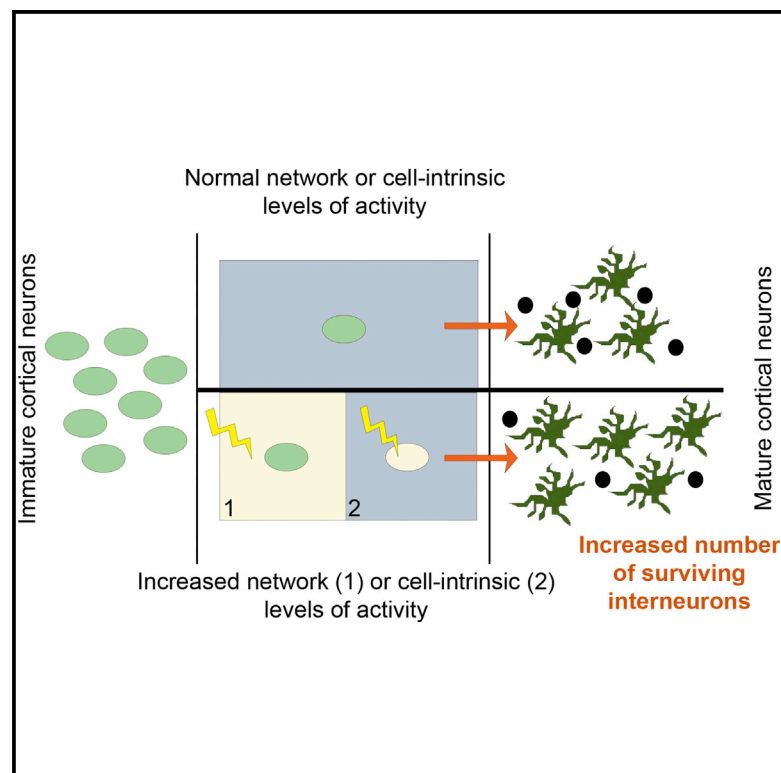 Normal network or cell-intrinsic
levels of activity
Immature cortical neurons
1
2
Mature cortical neurons
Increased network (1) or cell-intrinsic (2)
levels of activity
Increased number
of surviving
interneurons